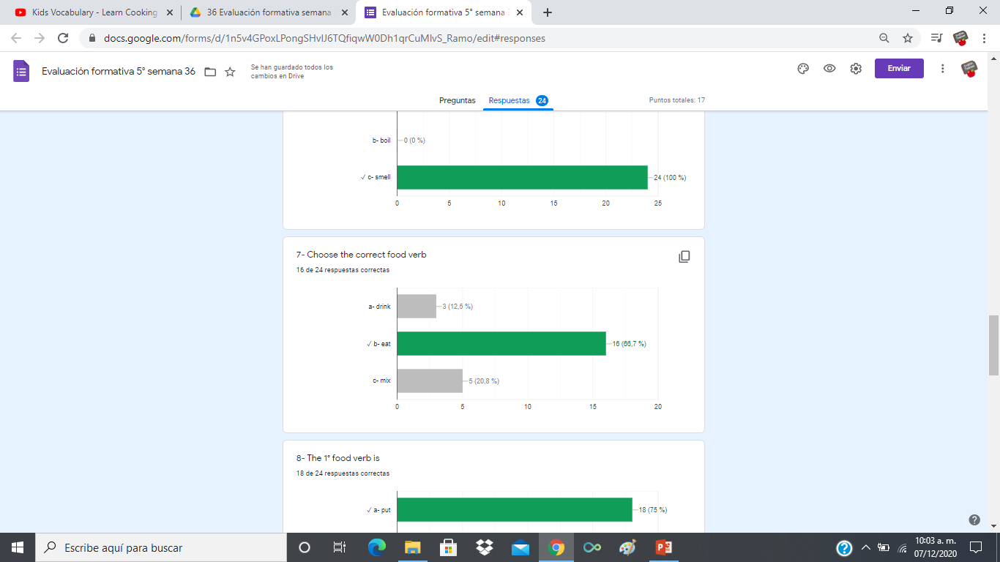 Kids Vocabulary - Learn Cooking
36 Evaluación formativa semana
Evaluación formativa 5° semana
docs.google.com/forms/d/1n5v4GPoxLPongSHvIJ6TQfiqwW0Dh1qrCuMlvS_Ramo/edit#responses
Evaluación formativa 5° semana 36
Se han guardado todos los
cambios en Drive
Enviar
Preguntas
Respuestas 24
Puntos totales: 17
b- boil
0 (0 %)
✓ c- smell
24 (100 %)
0 5 10 15 20 25
7- Choose the correct food verb
16 de 24 respuestas correctas
a- drink
3 (12,5 %)
✓ b- eat
16 (66,7 %)
c- mix
5 (20,8 %)
0 5 10 15 20
8- The 1° food verb is
18 de 24 respuestas correctas
✓ a- put
18 (75 %)
Escribe aquí para buscar
10:03 a. m.
07/12/2020